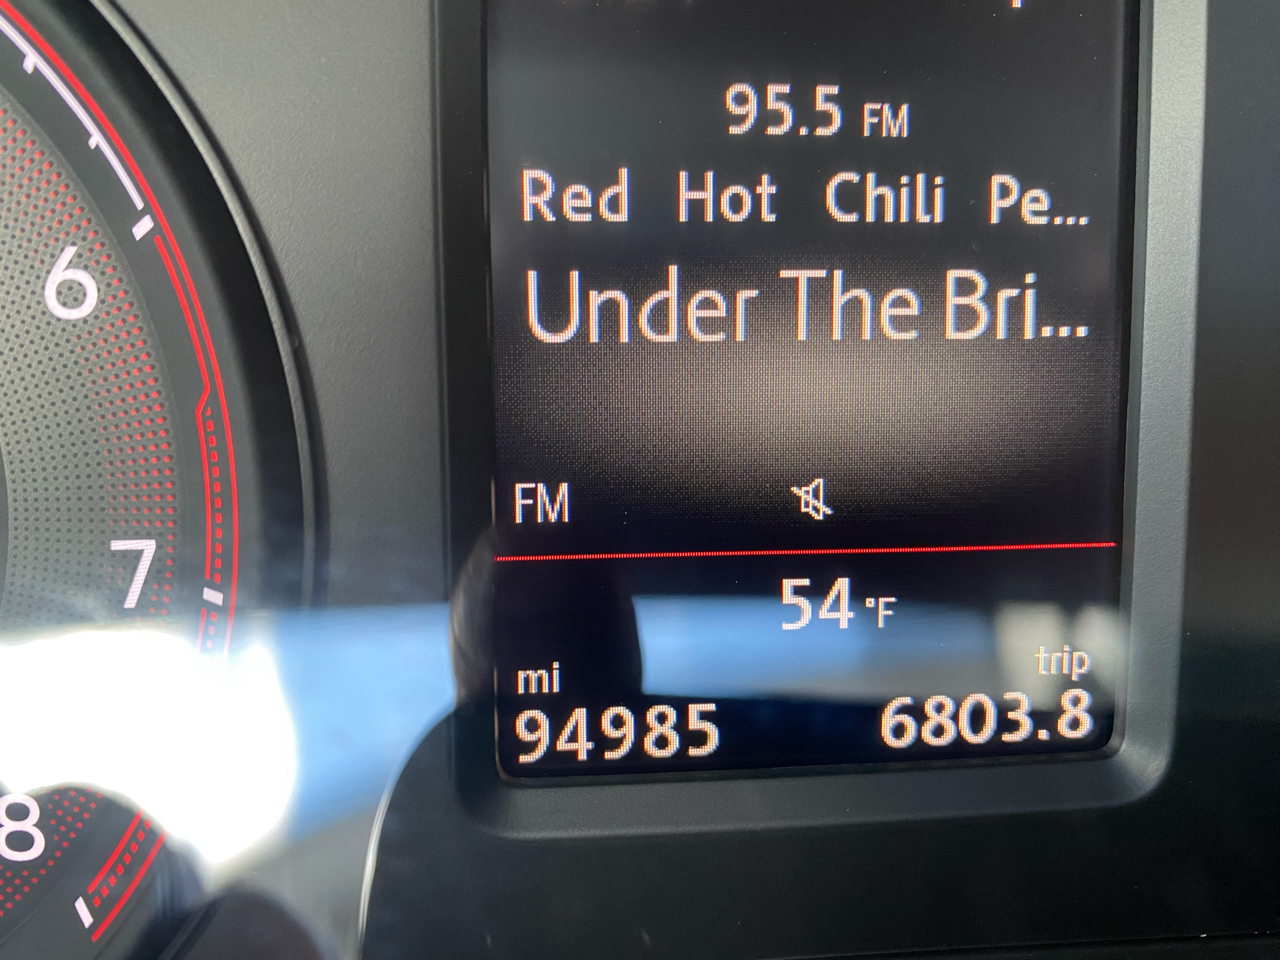 95.5 FM
Red Hot Chili Pe...
Under The Bri...
FM
54 °F
mi
trip
94985
6803.8
6
7
8